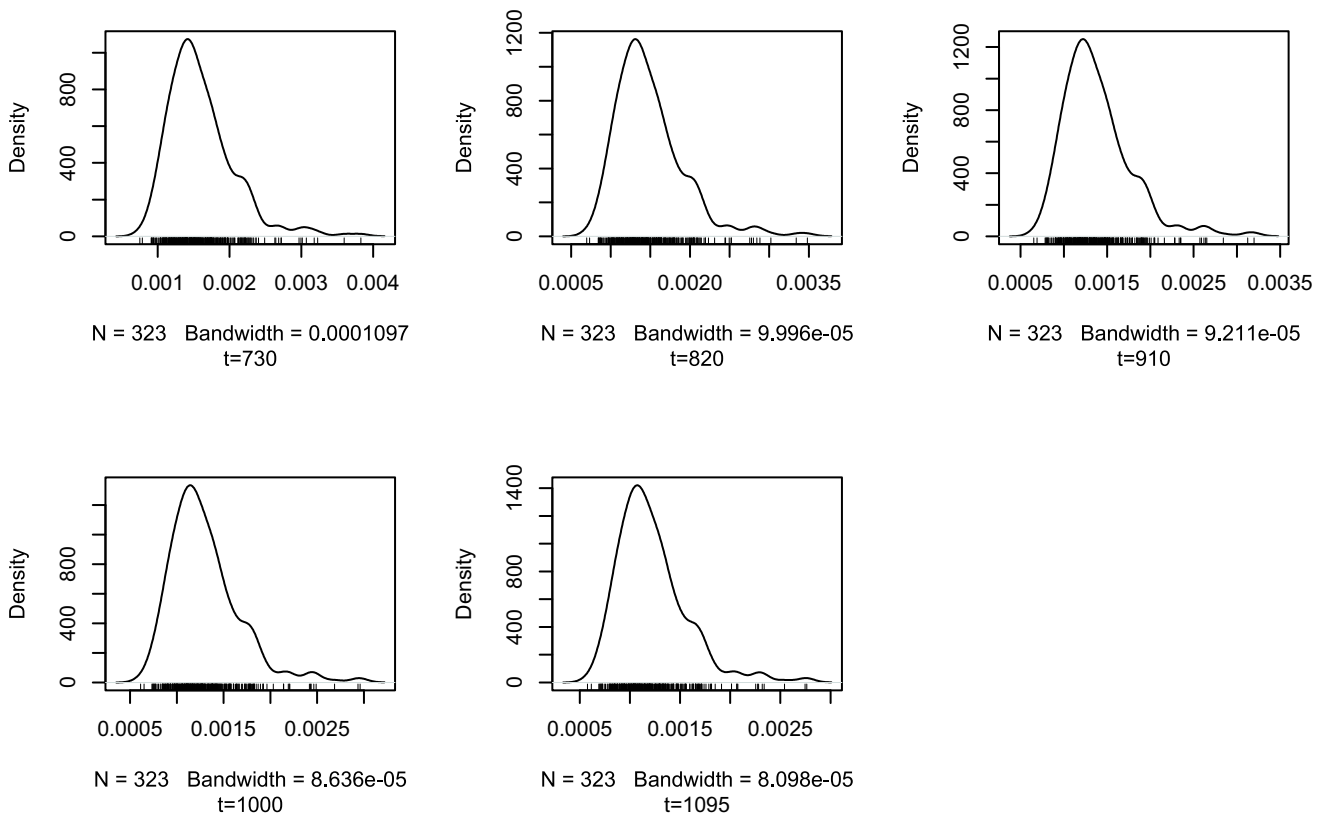 Density
0 400 800
0.001 0.002 0.003 0.004
N = 323 Bandwidth = 0.0001097
t=730
Density
0 400 800 1200
0.0005 0.0020 0.0035
N = 323 Bandwidth = 9.996e-05
t=820
Density
0 400 800 1200
0.0005 0.0015 0.0025 0.0035
N = 323 Bandwidth = 9.211e-05
t=910
Density
0 400 800
0.0005 0.0015 0.0025
N = 323 Bandwidth = 8.636e-05
t=1000
Density
0 400 800 1400
0.0005 0.0015 0.0025
N = 323 Bandwidth = 8.098e-05
t=1095